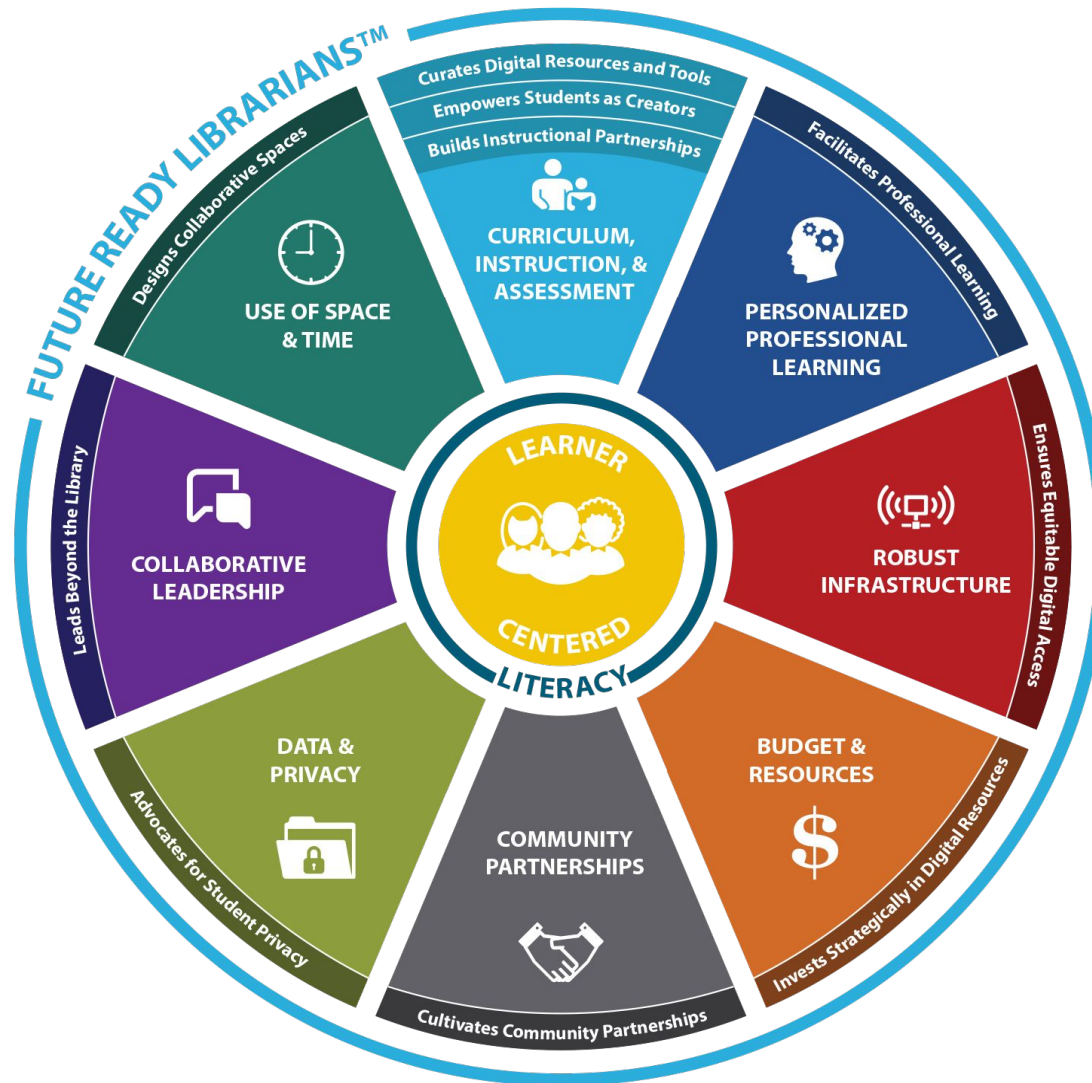 FUTURE READY LIBRARIANS™
Curates Digital Resources and Tools
Empowers Students as Creators
Builds Instructional Partnerships
CURRICULUM,
INSTRUCTION, &
ASSESSMENT
Facilitates Professional Learning
PERSONALIZED
PROFESSIONAL
LEARNING
Ensures Equitable Digital Access
ROBUST
INFRASTRUCTURE
Invests Strategically in Digital Resources
BUDGET &
RESOURCES
$
Cultivates Community Partnerships
COMMUNITY
PARTNERSHIPS
Advocates for Student Privacy
DATA &
PRIVACY
Leads Beyond the Library
COLLABORATIVE
LEADERSHIP
Designs Collaborative Spaces
USE OF SPACE
& TIME
LEARNER
CENTERED
LITERACY